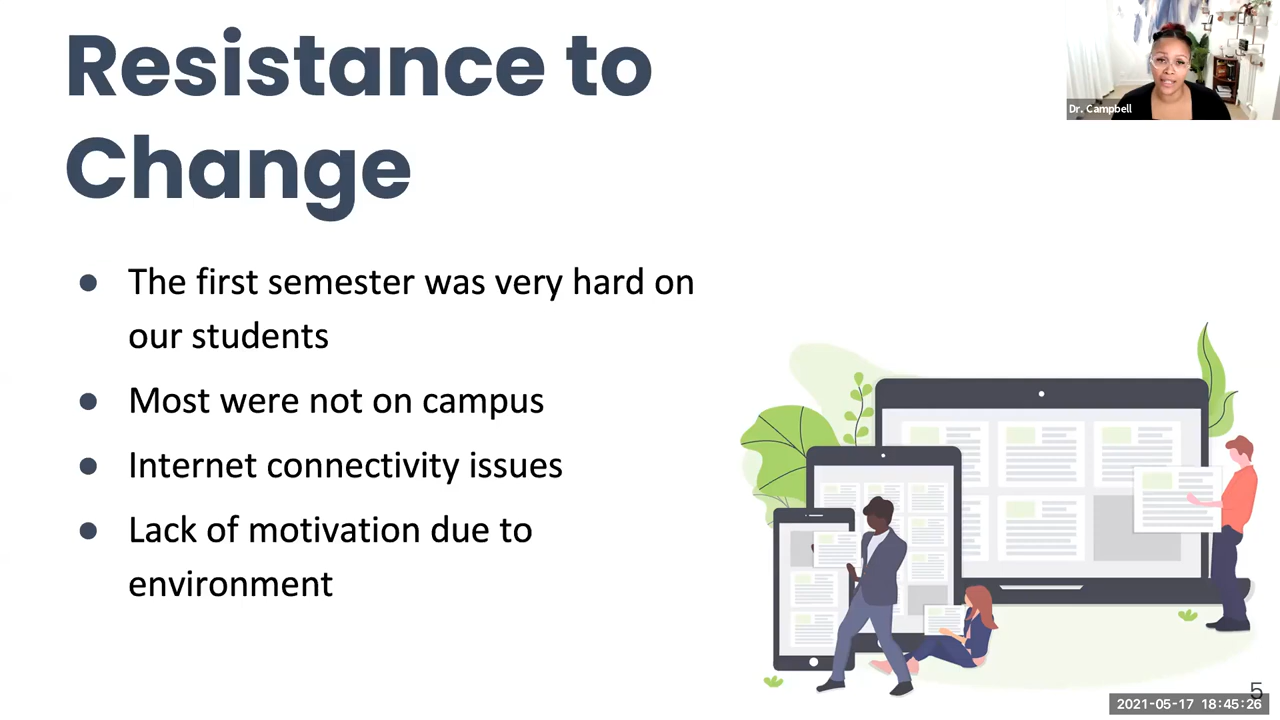 Resistance to
Change
Dr. Campbell
● The first semester was very hard on
our students
● Most were not on campus
● Internet connectivity issues
● Lack of motivation due to
environment
5
2021-05-17 18:45:26